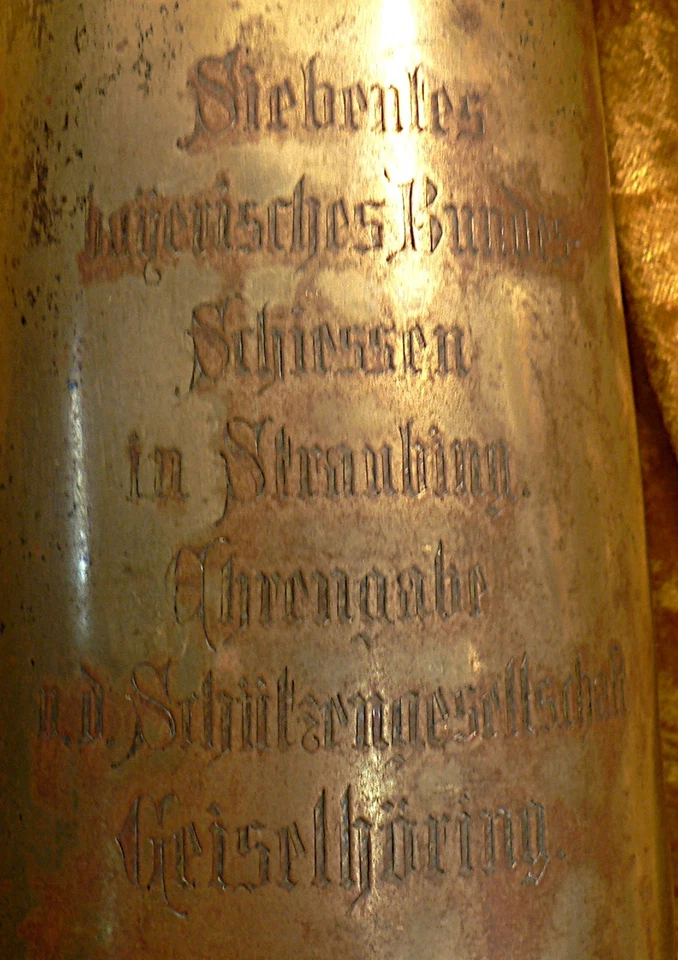 Siebentes
bayerisches Bundes-
Schiessen
in Straubing.
Ehrengabe
v. d. Schützengesellschaft
Geiselhöring.